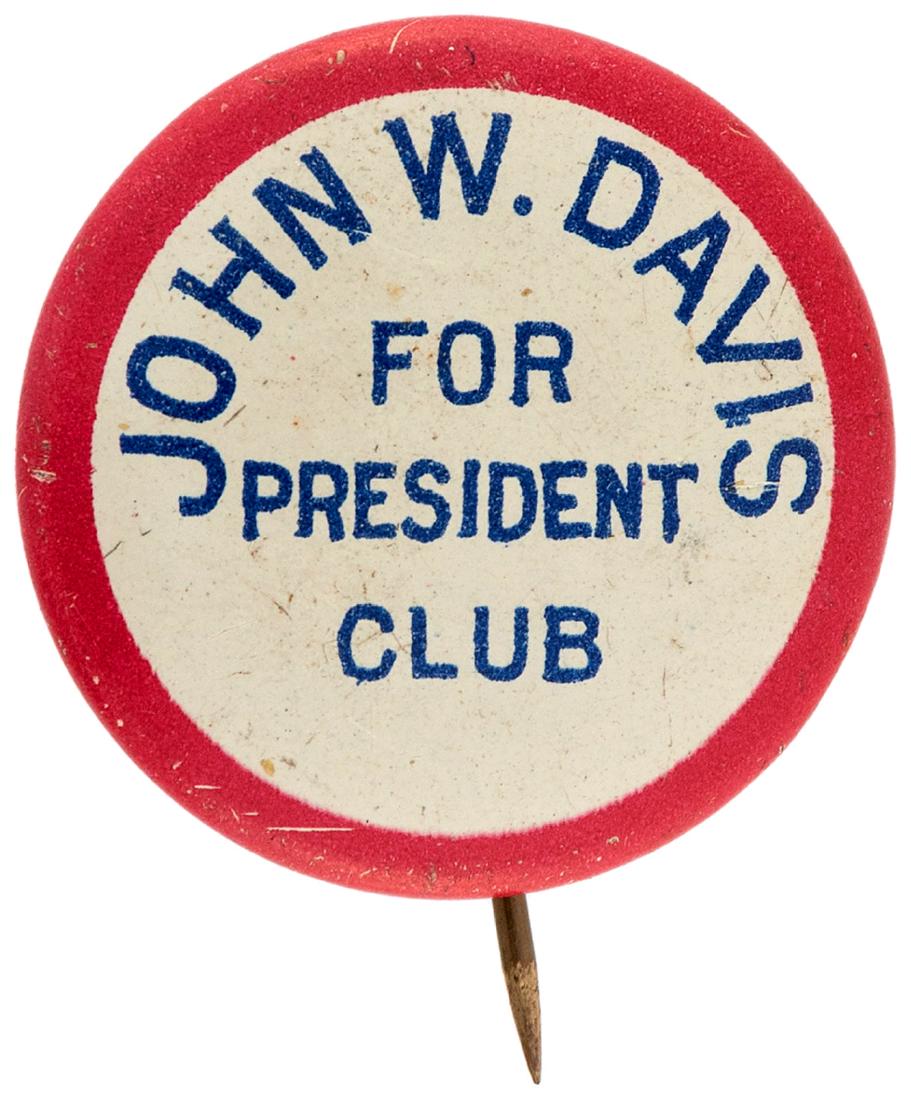 JOHN W. DAVIS
FOR
PRESIDENT
CLUB